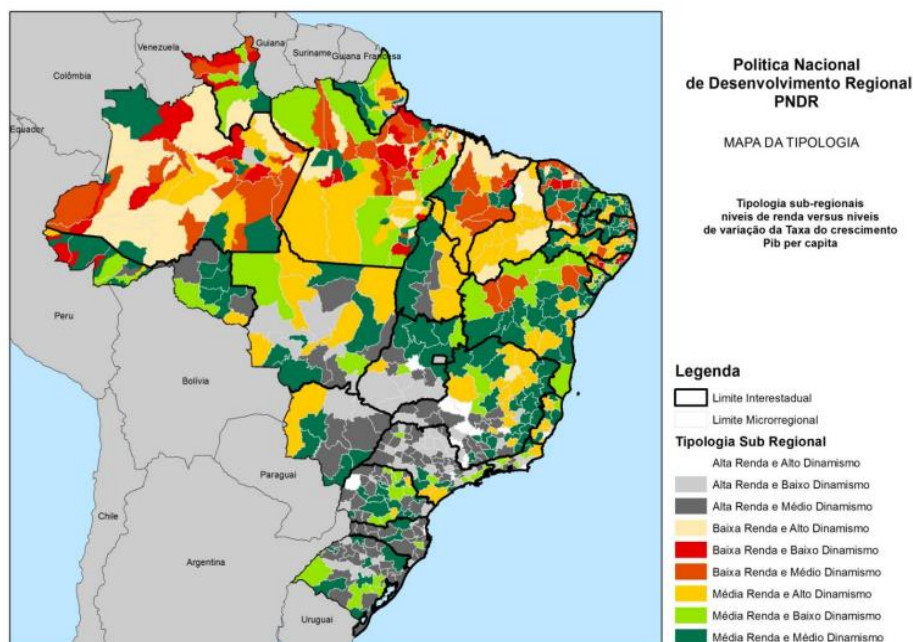 Politica Nacional
de Desenvolvimento Regional
PNDR
MAPA DA TIPOLOGIA
Tipologia sub-regionais
niveis de renda versus niveis
de variação da Taxa do crescimento
Pib per capita
Venezuela
Guiana
Suriname
Guiana Francesa
Colômbia
Equador
Peru
Bolívia
Paraguai
Chile
Argentina
Uruguai
Legenda
Limite Interestadual
Limite Microrregional
Tipologia Sub Regional
Alta Renda e Alto Dinamismo
Alta Renda e Baixo Dinamismo
Alta Renda e Médio Dinamismo
Baixa Renda e Alto Dinamismo
Baixa Renda e Baixo Dinamismo
Baixa Renda e Médio Dinamismo
Média Renda e Alto Dinamismo
Média Renda e Baixo Dinamismo
Média Renda e Médio Dinamismo